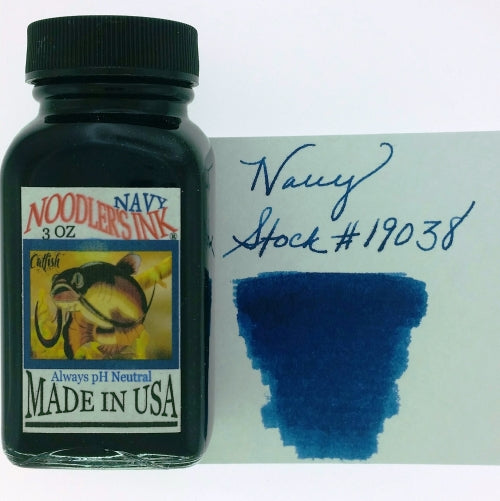 NAVY
NOODLER'S INK®
3 OZ
Catfish
Always pH Neutral
MADE IN USA
Navy
Stock #19038